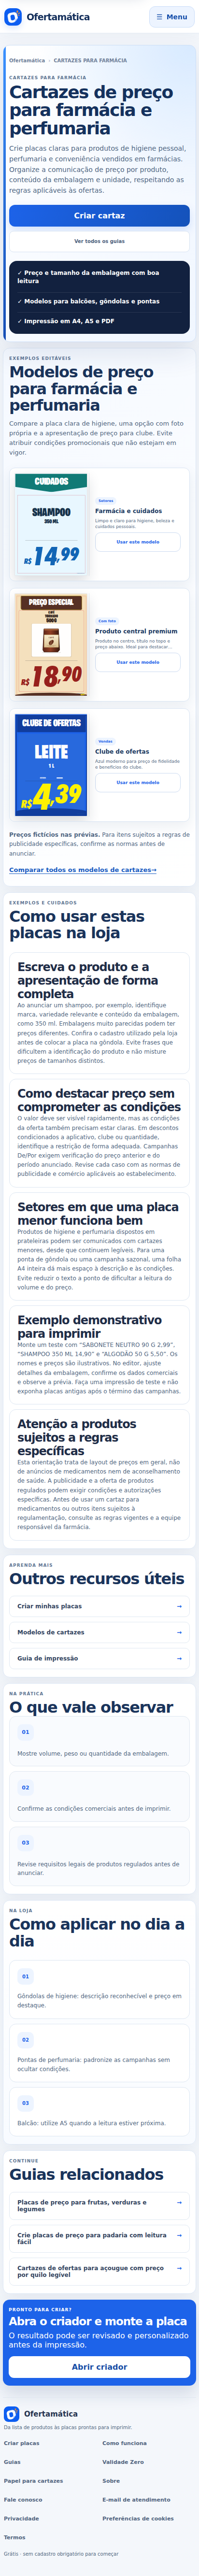 Ofertamática
☰ Menu
Ofertamática › CARTAZES PARA FARMÁCIA
CARTAZES PARA FARMÁCIA
Cartazes de preço
para farmácia e
perfumaria
Crie placas claras para produtos de higiene pessoal,
perfumaria e conveniência vendidos em farmácias.
Organize a comunicação de preço por produto,
conteúdo da embalagem e unidade, respeitando as
regras aplicáveis às ofertas.
Criar cartaz
Ver todos os guias
✓ Preço e tamanho da embalagem com boa
leitura
✓ Modelos para balcões, gôndolas e pontas
✓ Impressão em A4, A5 e PDF
EXEMPLOS EDITÁVEIS
Modelos de preço
para farmácia e
perfumaria
Compare a placa clara de higiene, uma opção com foto
própria e a apresentação de preço para clube. Evite
atribuir condições promocionais que não estejam em
vigor.
CUIDADOS
SHAMPOO
350 ML
R$ 14,99
Setores
Farmácia e cuidados
Limpo e claro para higiene, beleza e
cuidados pessoais.
Usar este modelo
PREÇO ESPECIAL
CAFÉ
TORRADO
500 G
R$ 18,90
Com foto
Produto central premium
Produto no centro, título no topo e
preço abaixo. Ideal para destacar...
Usar este modelo
CLUBE DE OFERTAS
LEITE
1 L
R$ 4,39
Vendas
Clube de ofertas
Azul moderno para preço de fidelidade
e benefícios do clube.
Usar este modelo
Preços fictícios nas prévias. Para itens sujeitos a regras de
publicidade específicas, confirme as normas antes de
anunciar.
Comparar todos os modelos de cartazes→
EXEMPLOS E CUIDADOS
Como usar estas
placas na loja
Escreva o produto e a
apresentação de forma
completa
Ao anunciar um shampoo, por exemplo, identifique
marca, variedade relevante e conteúdo da embalagem,
como 350 ml. Embalagens muito parecidas podem ter
preços diferentes. Confira o cadastro utilizado pela loja
antes de colocar a placa na gôndola. Evite frases que
dificultem a identificação do produto e não misture
preços de tamanhos distintos.
Como destacar preço sem
comprometer as condições
O valor deve ser visível rapidamente, mas as condições
da oferta também precisam estar claras. Em descontos
condicionados a aplicativo, clube ou quantidade,
identifique a restrição de forma adequada. Campanhas
De/Por exigem verificação do preço anterior e do
período anunciado. Revise cada caso com as normas de
publicidade e comércio aplicáveis ao estabelecimento.
Setores em que uma placa
menor funciona bem
Produtos de higiene e perfumaria dispostos em
prateleiras podem ser comunicados com cartazes
menores, desde que continuem legíveis. Para uma
ponta de gôndola ou uma campanha sazonal, uma folha
A4 inteira dá mais espaço à descrição e às condições.
Evite reduzir o texto a ponto de dificultar a leitura do
volume e do preço.
Exemplo demonstrativo
para imprimir
Monte um teste com “SABONETE NEUTRO 90 G 2,99”,
“SHAMPOO 350 ML 14,90” e “ALGODÃO 50 G 5,50”. Os
nomes e preços são ilustrativos. No editor, ajuste
detalhes da embalagem, confirme os dados comerciais
e observe a prévia. Faça uma impressão de teste e não
exponha placas antigas após o término das campanhas.
Atenção a produtos
sujeitos a regras
específicas
Esta orientação trata de layout de preços em geral, não
de anúncios de medicamentos nem de aconselhamento
de saúde. A publicidade e a oferta de produtos
regulados podem exigir condições e autorizações
específicas. Antes de usar um cartaz para
medicamentos ou outros itens sujeitos à
regulamentação, consulte as regras vigentes e a equipe
responsável da farmácia.
APRENDA MAIS
Outros recursos úteis
Criar minhas placas →
Modelos de cartazes →
Guia de impressão →
NA PRÁTICA
O que vale observar
01
Mostre volume, peso ou quantidade da embalagem.
02
Confirme as condições comerciais antes de imprimir.
03
Revise requisitos legais de produtos regulados antes de
anunciar.
NA LOJA
Como aplicar no dia a
dia
01
Gôndolas de higiene: descrição reconhecível e preço em
destaque.
02
Pontas de perfumaria: padronize as campanhas sem
ocultar condições.
03
Balcão: utilize A5 quando a leitura estiver próxima.
CONTINUE
Guias relacionados
Placas de preço para frutas, verduras e
legumes →
Crie placas de preço para padaria com leitura
fácil →
Cartazes de ofertas para açougue com preço
por quilo legível →
PRONTO PARA CRIAR?
Abra o criador e monte a placa
O resultado pode ser revisado e personalizado
antes da impressão.
Abrir criador
Ofertamática
Da lista de produtos às placas prontas para imprimir.
Criar placas
Como funciona
Guias
Validade Zero
Papel para cartazes
Sobre
Fale conosco
E-mail de atendimento
Privacidade
Preferências de cookies
Termos
Grátis · sem cadastro obrigatório para começar